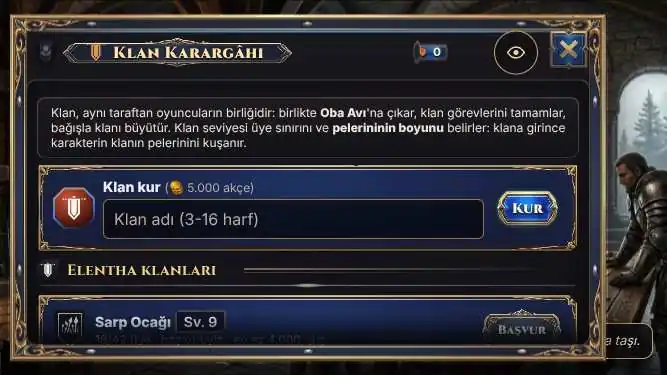 KLAN KARARGÂHI
0
Klan, aynı taraftan oyuncuların birliğidir: birlikte Oba Avı'na çıkar, klan görevlerini tamamlar,
bağışla klanı büyütür. Klan seviyesi üye sınırını ve pelerininin boyunu belirler: klana girince
karakterin klanın pelerinini kuşanır.
Klan kur (5.000 akçe)
Klan adı (3-16 harf)
KUR
ELENTHA KLANLARI
Sarp Ocağı Sv. 9
BAŞVUR
taşı.